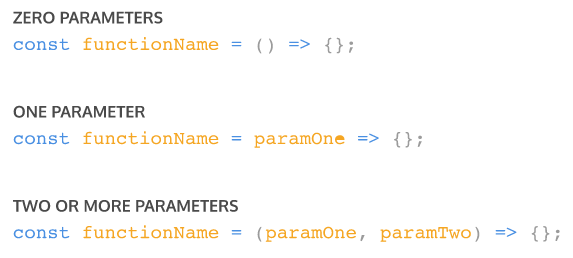 ZERO PARAMETERS
const functionName = () => {};
ONE PARAMETER
const functionName = paramOne => {};
TWO OR MORE PARAMETERS
const functionName = (paramOne, paramTwo) => {};